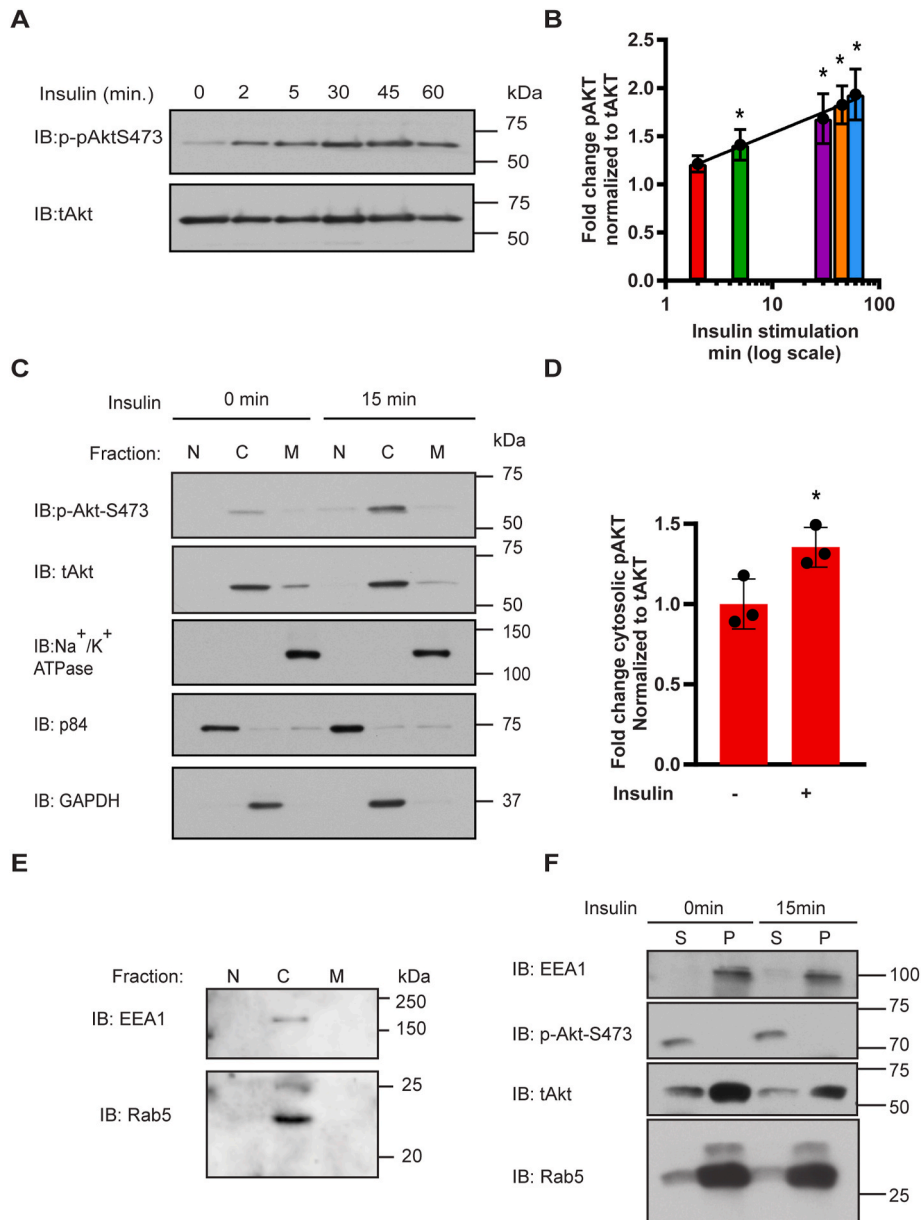 A
Insulin (min.) 0 2 5 30 45 60 kDa
IB:p-pAktS473
75
50
IB:tAkt
75
50
B
Fold change pAKT
normalized to tAKT
2.5
2.0
1.5
1.0
0.5
0.0
* * * *
1 10 100
Insulin stimulation
min (log scale)
C
Insulin 0 min 15 min
Fraction: N C M N C M kDa
IB:p-Akt-S473
75
50
IB: tAkt
75
50
IB:Na+/K+
ATPase
150
100
IB: p84
75
IB: GAPDH
37
D
Fold change cytosolic pAKT
Normalized to tAKT
1.5
1.0
0.5
0.0
*
Insulin - +
E
Fraction: N C M kDa
IB: EEA1
250
150
IB: Rab5
25
20
F
Insulin 0min 15min
S P S P
IB: EEA1
100
IB: p-Akt-S473
75
70
IB: tAkt
75
50
IB: Rab5
25